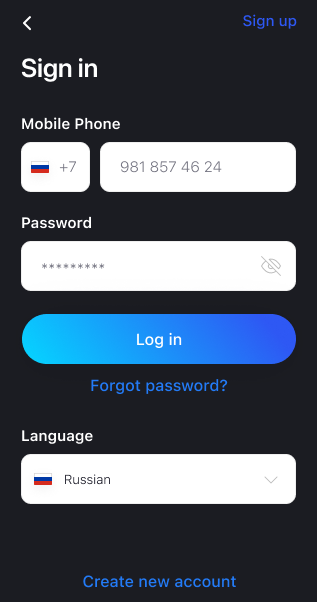 Sign up
Sign in
Mobile Phone
+7 981 857 46 24
Password
*********
Log in
Forgot password?
Language
Russian
Create new account